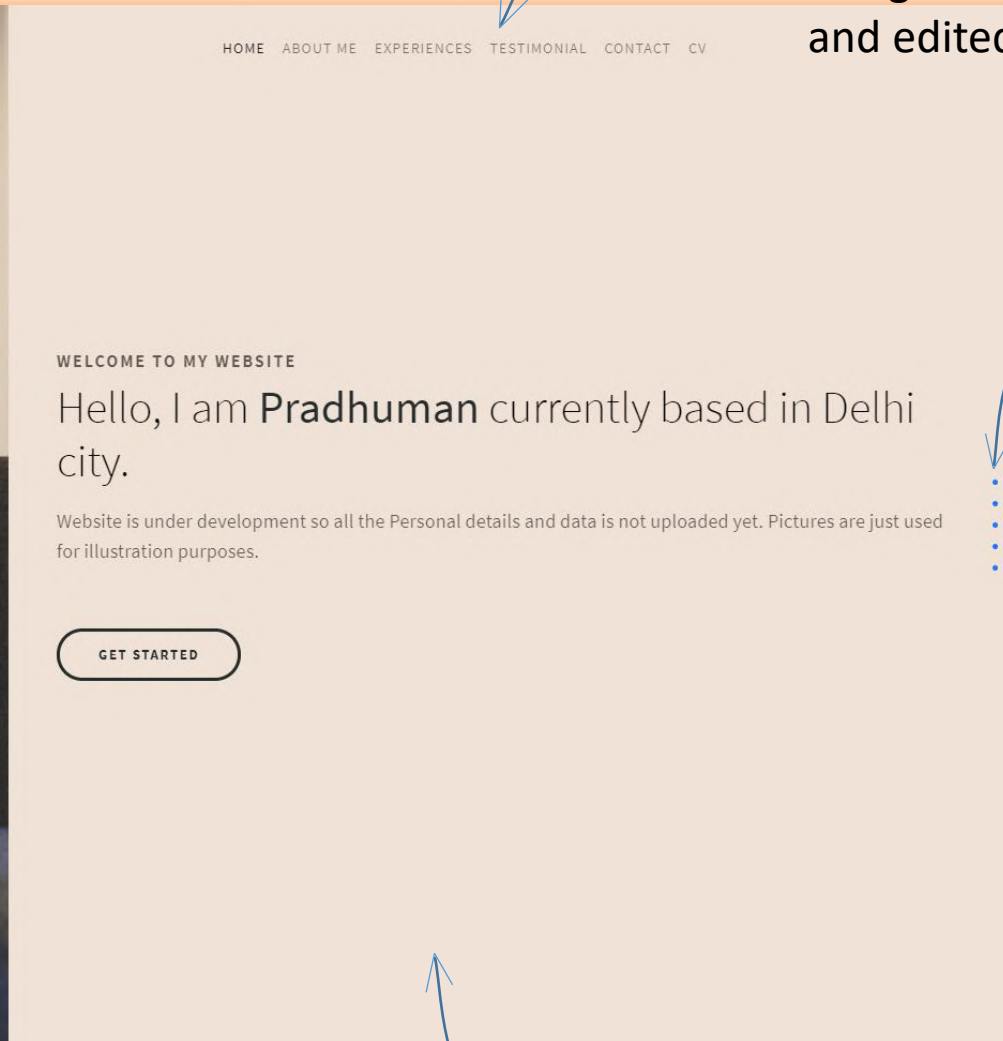 and edited
HOME ABOUT ME EXPERIENCES TESTIMONIAL CONTACT CV
WELCOME TO MY WEBSITE
Hello, I am Pradhuman currently based in Delhi
city.
Website is under development so all the Personal details and data is not uploaded yet. Pictures are just used
for illustration purposes.
GET STARTED